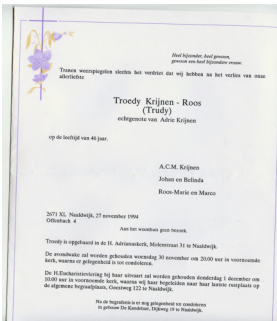 Heel bijzonder, heel gewoon,
gewoon een heel bijzondere vrouw.
Tranen weerspiegelen slechts het verdriet dat wij hebben na het verlies van onze
allerliefste
Troedy Krijnen - Roos
(Trudy)
echtgenote van Adrie Krijnen
op de leeftijd van 46 jaar.
A.C.M. Krijnen
Johan en Belinda
Roos-Marie en Marco
2671 XL Naaldwijk, 27 november 1994
Offenbach 4
Aan het woonhuis geen bezoek.
Troedy is opgebaard in de H. Adrianuskerk, Molenstraat 31 te Naaldwijk.
De avondwake zal worden gehouden woensdag 30 november om 20.00 uur in voornoemde
kerk, waarna er gelegenheid is tot condoleren.
De H.Eucharistieviering bij haar uitvaart zal worden gehouden donderdag 1 december om
10.00 uur in voornoemde kerk, waarna wij haar begeleiden naar haar laatste rustplaats op
de algemene begraafplaats, Geestweg 122 te Naaldwijk.
Na de begrafenis is er nog gelegenheid tot condoleren
in gebouw De Kandelaar, Dijkweg 19 te Naaldwijk.